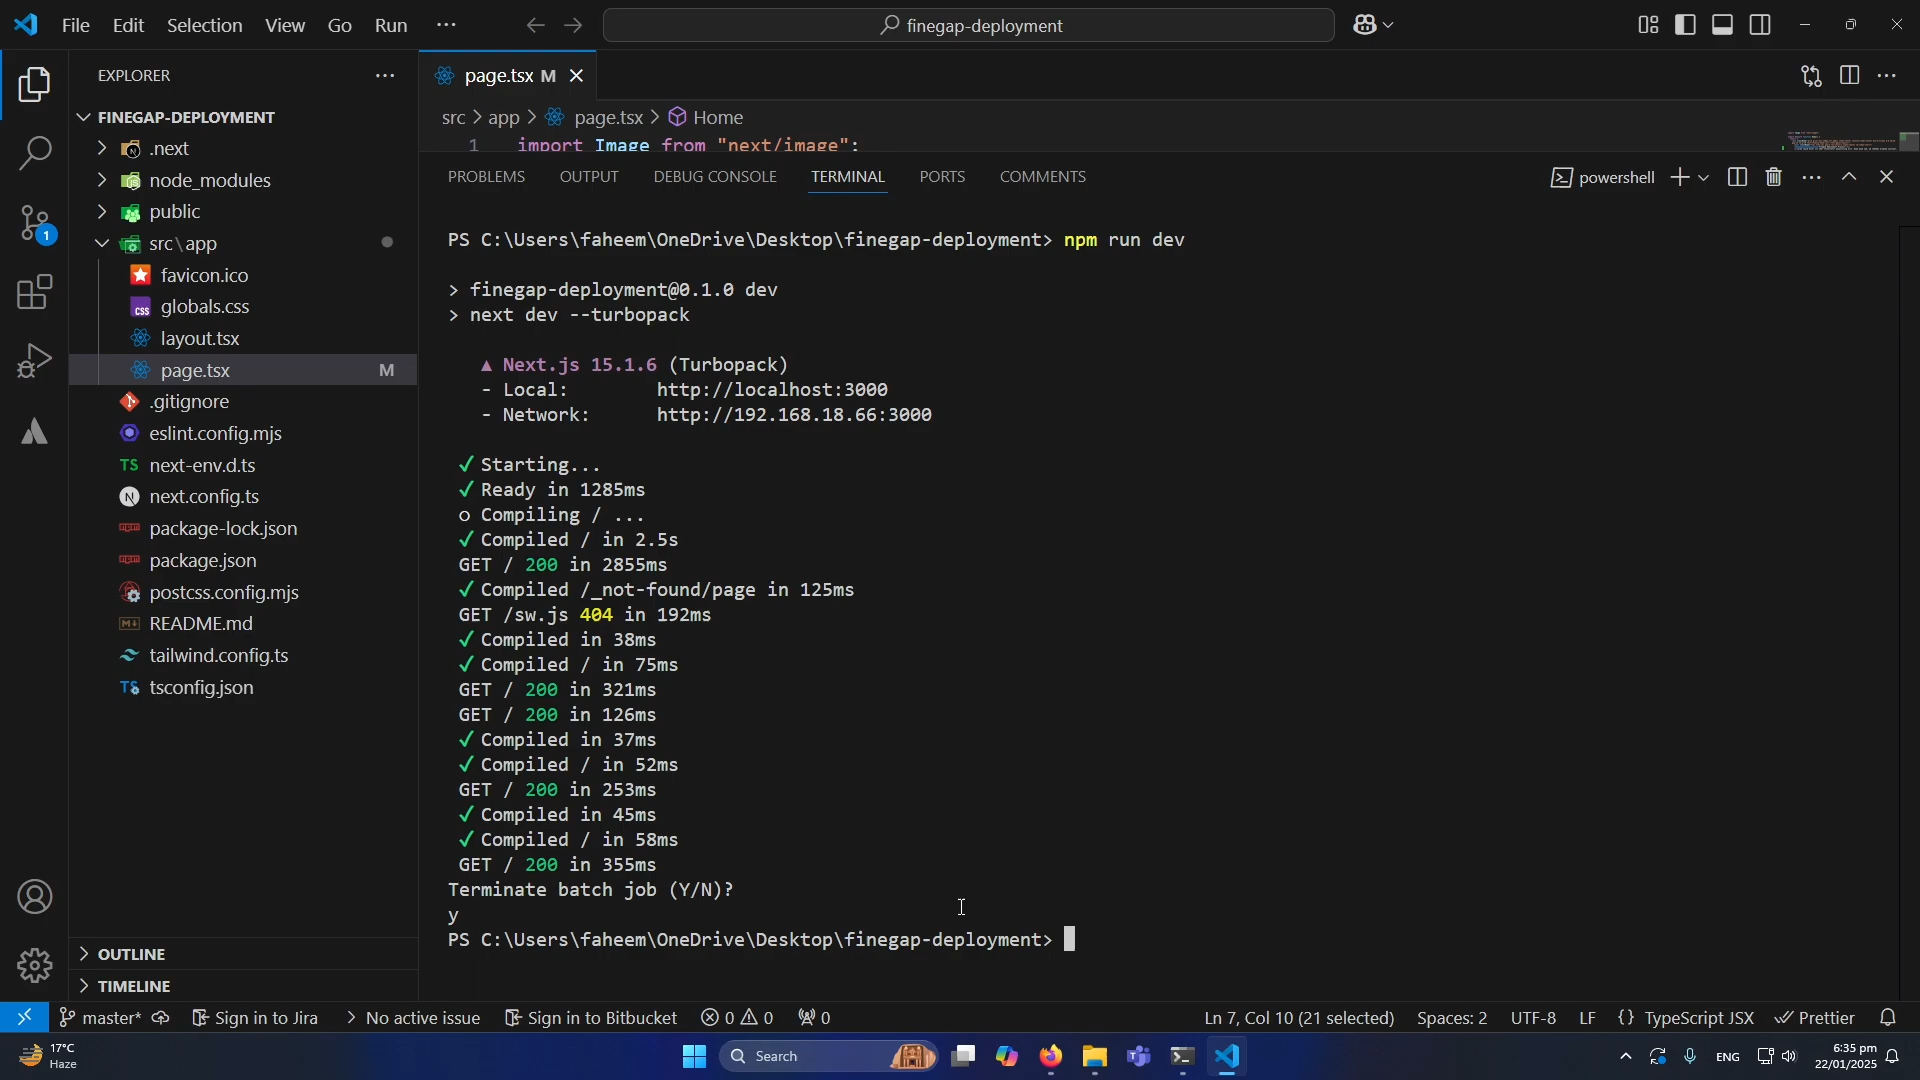 File Edit Selection View Go Run ···
finegap-deployment
EXPLORER
FINEGAP-DEPLOYMENT
.next
node_modules
public
src\app
favicon.ico
globals.css
layout.tsx
page.tsx M
.gitignore
eslint.config.mjs
next-env.d.ts
next.config.ts
package-lock.json
package.json
postcss.config.mjs
README.md
tailwind.config.ts
tsconfig.json
OUTLINE
TIMELINE
page.tsx M
src > app > page.tsx > Home
1 import Image from "next/image";
PROBLEMS OUTPUT DEBUG CONSOLE TERMINAL PORTS COMMENTS
powershell
PS C:\Users\faheem\OneDrive\Desktop\finegap-deployment> npm run dev
> finegap-deployment@0.1.0 dev
> next dev --turbopack
▲ Next.js 15.1.6 (Turbopack)
- Local: http://localhost:3000
- Network: http://192.168.18.66:3000
✓ Starting...
✓ Ready in 1285ms
o Compiling / ...
✓ Compiled / in 2.5s
GET / 200 in 2855ms
✓ Compiled /_not-found/page in 125ms
GET /sw.js 404 in 192ms
✓ Compiled in 38ms
✓ Compiled / in 75ms
GET / 200 in 321ms
GET / 200 in 126ms
✓ Compiled in 37ms
✓ Compiled / in 52ms
GET / 200 in 253ms
✓ Compiled in 45ms
✓ Compiled / in 58ms
GET / 200 in 355ms
Terminate batch job (Y/N)?
y
PS C:\Users\faheem\OneDrive\Desktop\finegap-deployment>
1
master* Sign in to Jira > No active issue Sign in to Bitbucket 0 0 0
Ln 7, Col 10 (21 selected) Spaces: 2 UTF-8 LF {} TypeScript JSX Prettier
17°C
Haze
Search
ENG
6:35 pm
22/01/2025